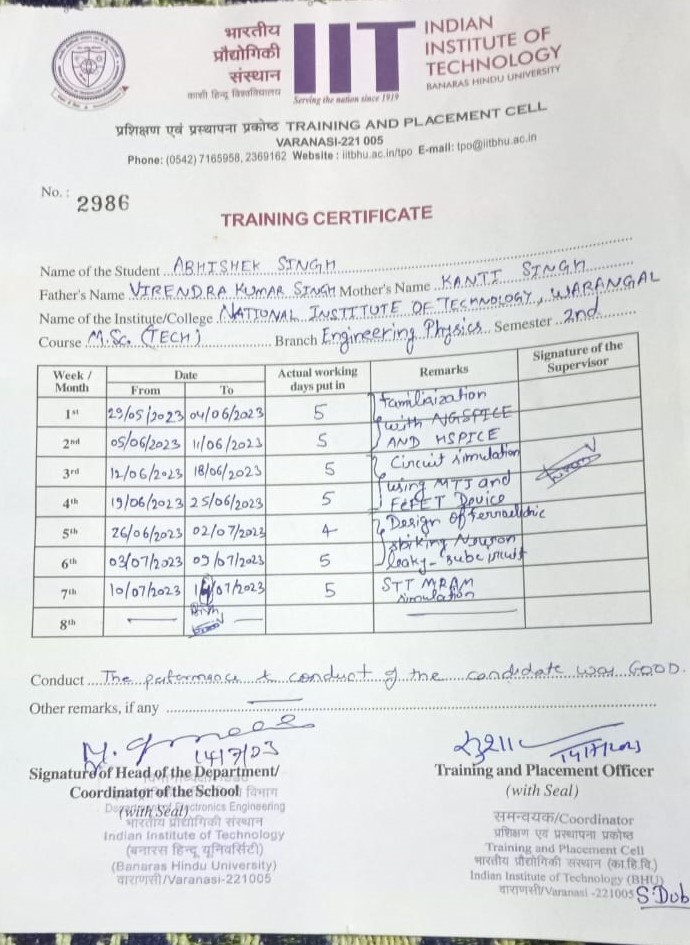 भारतीय
प्रौद्योगिकी
संस्थान
काशी हिन्दू विश्वविद्यालय
IIT
Serving the nation since 1919
INDIAN
INSTITUTE OF
TECHNOLOGY
BANARAS HINDU UNIVERSITY
प्रशिक्षण एवं प्रस्थापना प्रकोष्ठ TRAINING AND PLACEMENT CELL
VARANASI-221 005
Phone: (0542) 7165958, 2369162 Website : iitbhu.ac.in/tpo E-mail: tpo@iitbhu.ac.in
No. : 2986
TRAINING CERTIFICATE
Name of the Student ABHISHEK SINGH
Father's Name VIRENDRA KUMAR SINGH Mother's Name KANTI SINGH
Name of the Institute/College NATIONAL INSTITUTE OF TECHNOLOGY, WARANGAL
Course M.Sc. (TECH) Branch Engineering Physics Semester 2nd
Week / Month Date Actual working days put in Remarks Signature of the Supervisor
From To
1st 29/05/2023 04/06/2023 5 Familiaization
with NGSPICE
2nd 05/06/2023 11/06/2023 5 AND HSPICE
3rd 12/06/2023 18/06/2023 5 Circuit simulation
using MTJ and
4th 19/06/2023 25/06/2023 5 FeFET Device
5th 26/06/2023 02/07/2023 4 Design of ferroelectric
spiking Neuron
6th 03/07/2023 09/07/2023 5 leaky- subcircuit
7th 10/07/2023 /07/2023 5 STT MRAM
simulation
8th
Conduct The performance & conduct of the candidate was GOOD.
Other remarks, if any
14/7/23
14/7/2023
Signature of Head of the Department/
Coordinator of the School
(with Seal)
विभाग
Department of Electronics Engineering
भारतीय प्रौद्योगिकी संस्थान
Indian Institute of Technology
(बनारस हिन्दू यूनिवर्सिटी)
(Banaras Hindu University)
वाराणसी/Varanasi-221005
Training and Placement Officer
(with Seal)
समन्वयक/Coordinator
प्रशिक्षण एवं प्रस्थापना प्रकोष्ठ
Training and Placement Cell
भारतीय प्रौद्योगिकी संस्थान (का.हि.वि.)
Indian Institute of Technology (BHU)
वाराणसी/Varanasi -221005
S.Dub